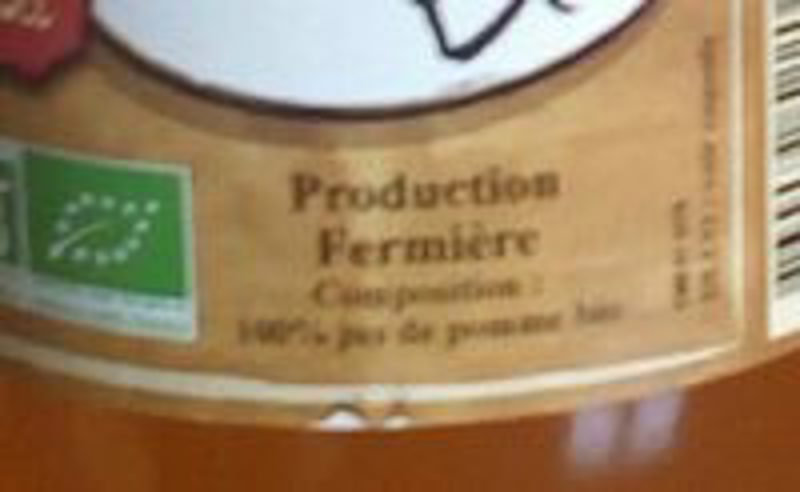 Production
Fermière
Composition :
100% jus de pomme bio